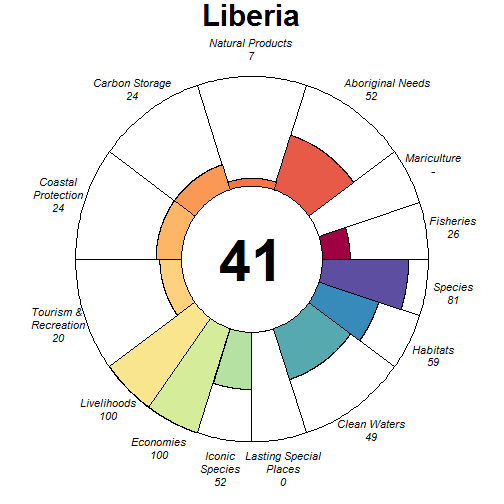 Liberia
Natural Products
7
Carbon Storage
24
Aboriginal Needs
52
Mariculture
-
Coastal
Protection
24
Fisheries
26
41
Species
81
Tourism &
Recreation
20
Habitats
59
Livelihoods
100
Clean Waters
49
Economies
100
Iconic
Species
52
Lasting Special
Places
0